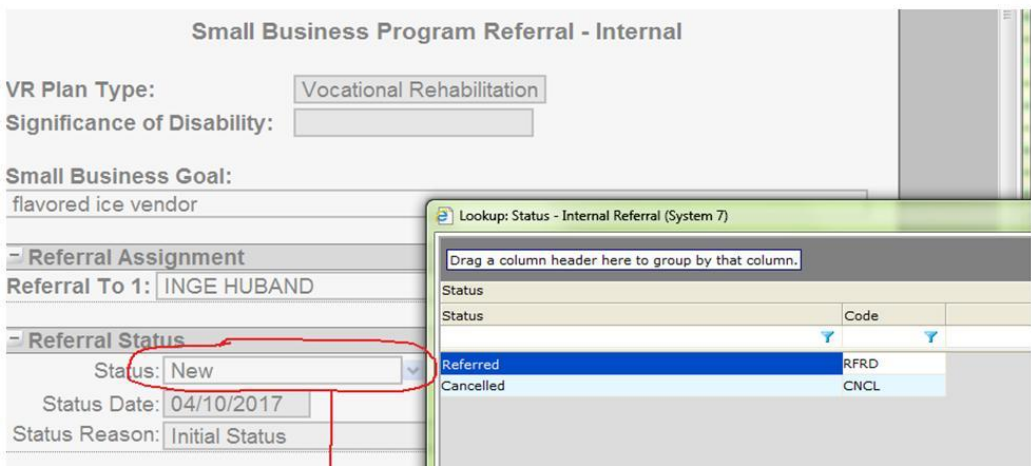 Small Business Program Referral - Internal
VR Plan Type: Vocational Rehabilitation
Significance of Disability:
Small Business Goal:
flavored ice vendor
Referral Assignment
Referral To 1: INGE HUBAND
Referral Status
Status: New
Status Date: 04/10/2017
Status Reason: Initial Status
Lookup: Status - Internal Referral (System 7)
Drag a column header here to group by that column.
Status
Status Code
Referred RFRD
Cancelled CNCL